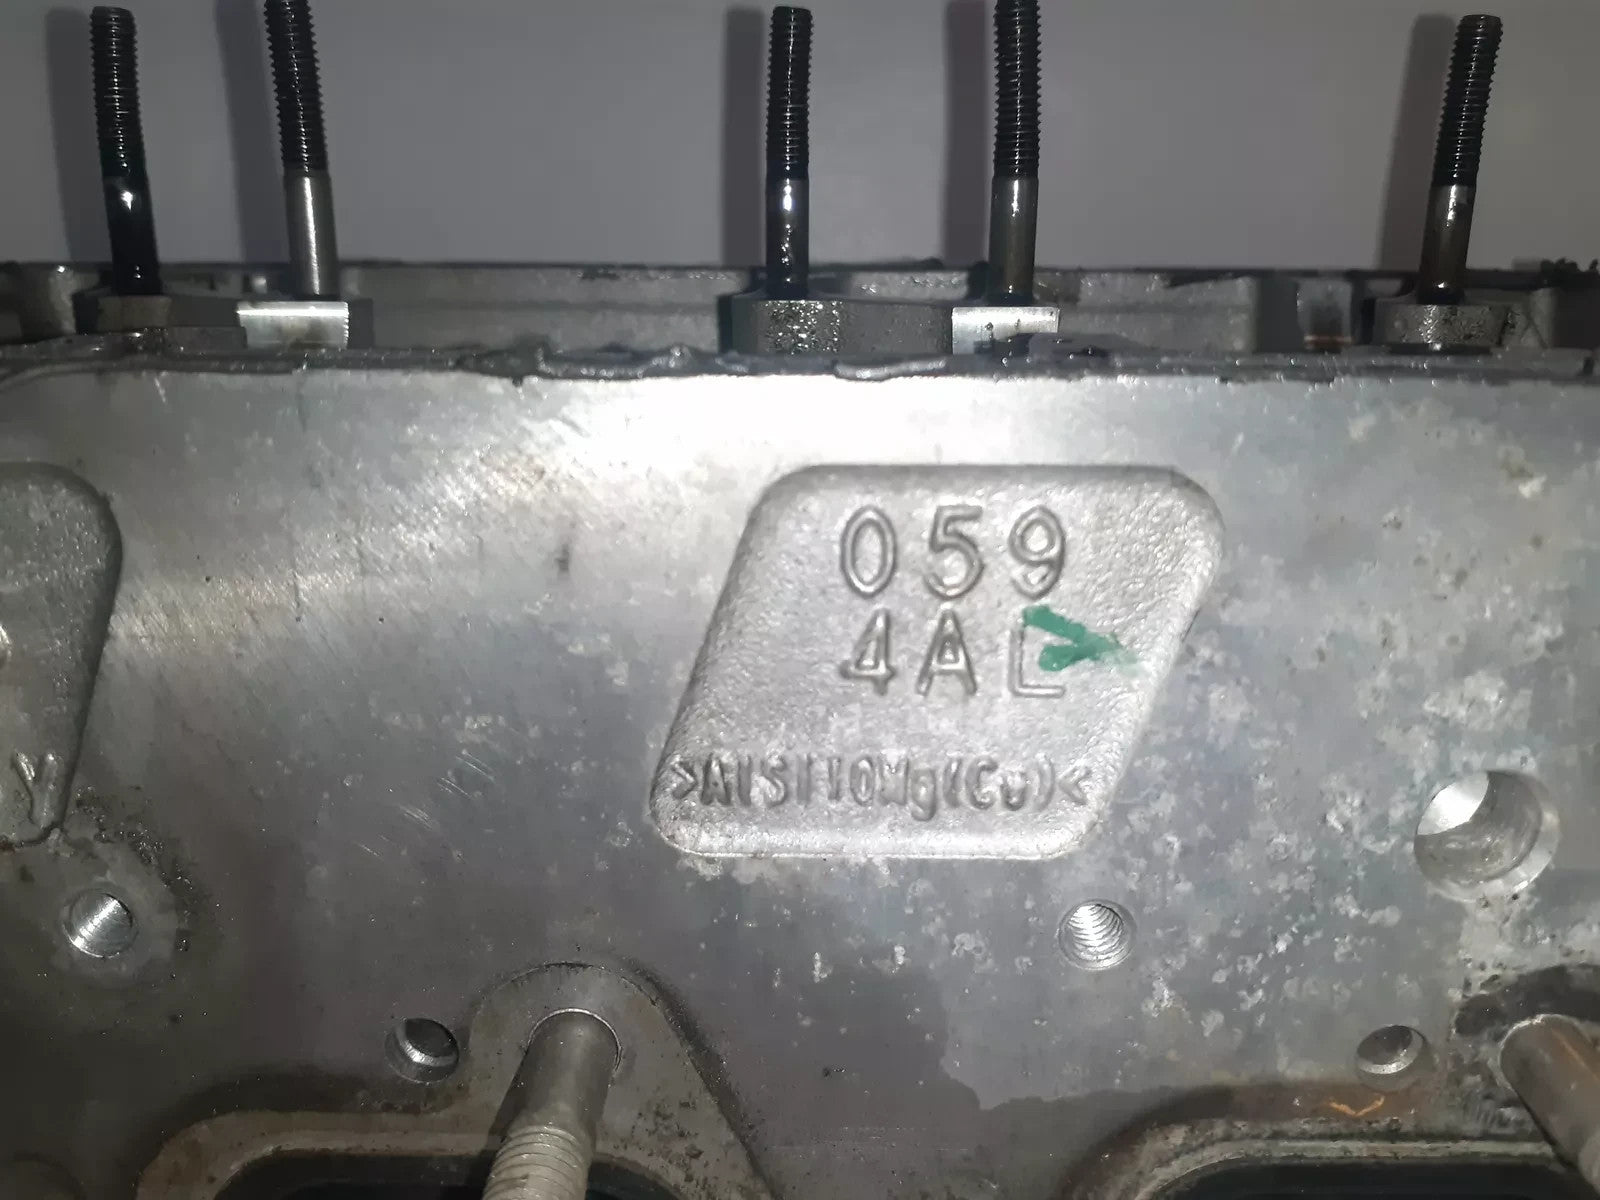 059
4AL
>AlSi10Mg(Cu)<
Y